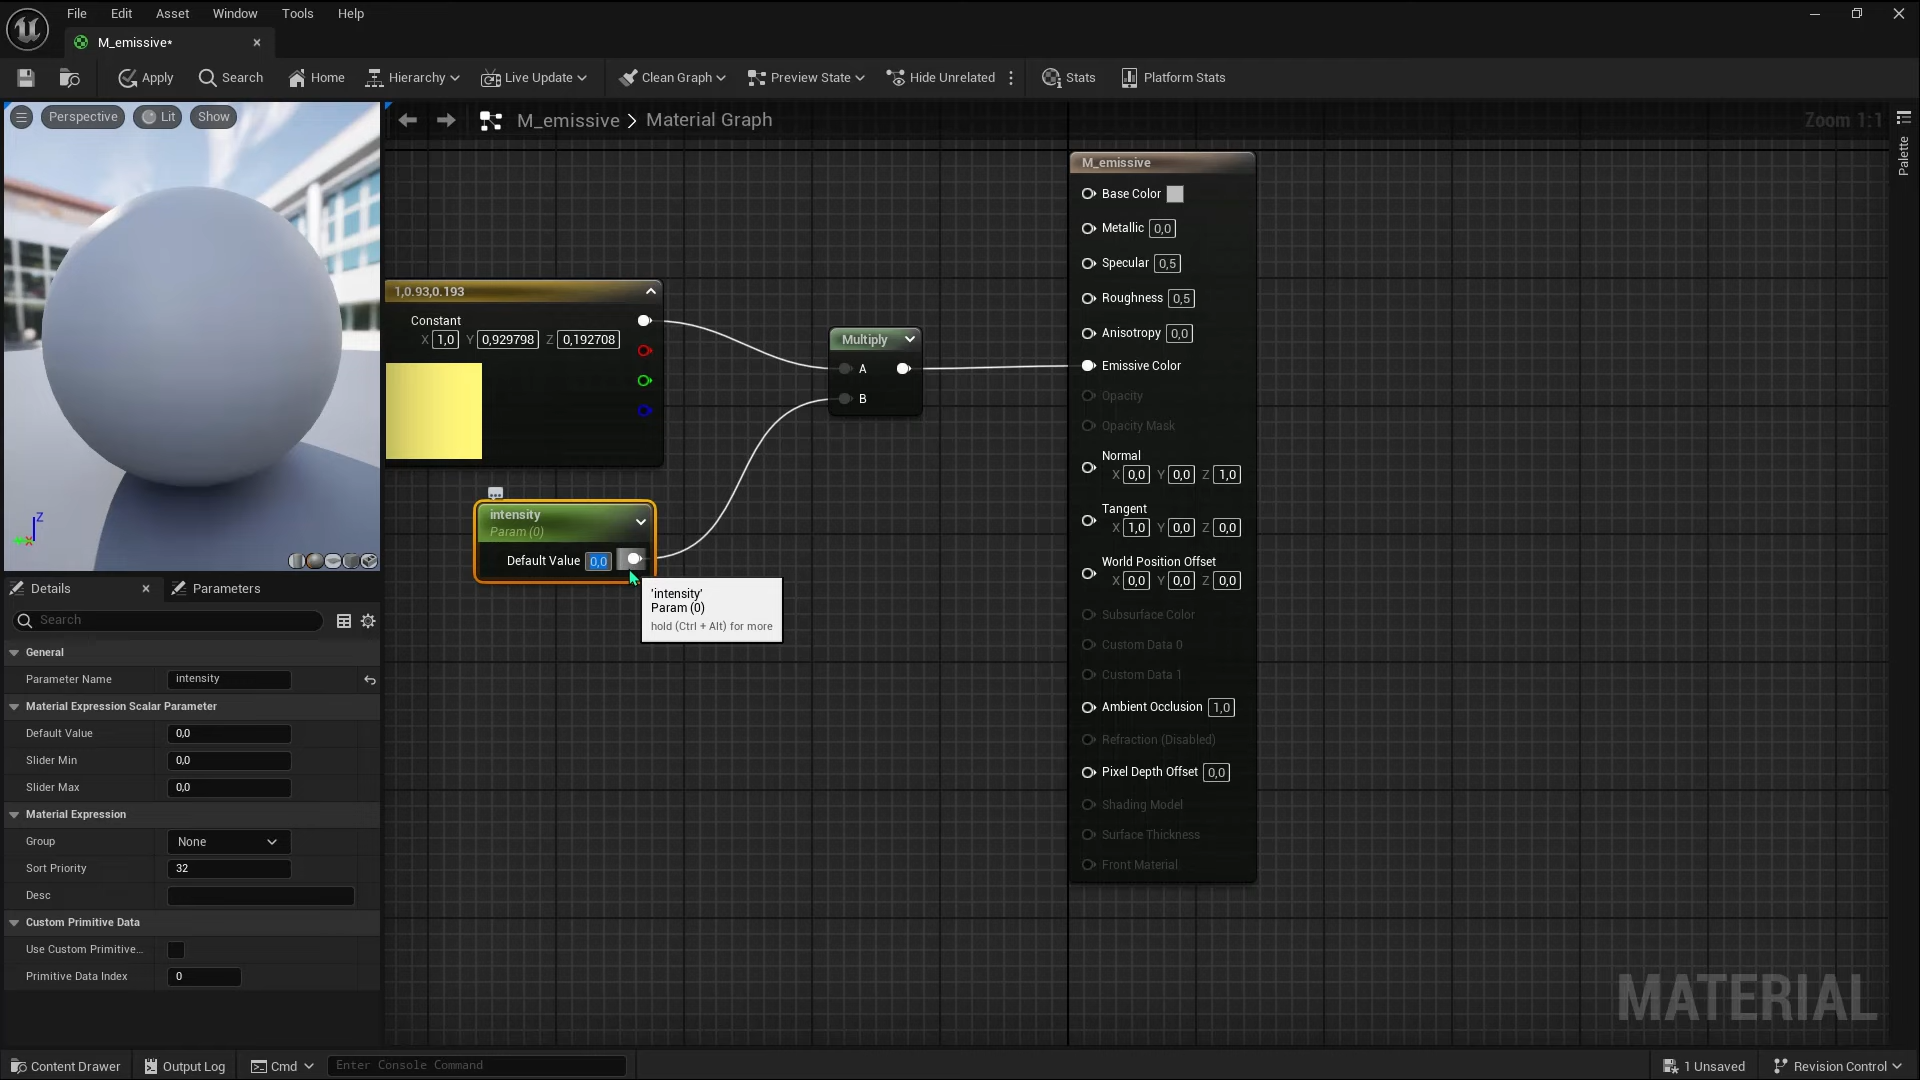 File Edit Asset Window Tools Help
M_emissive*
Apply Search Home Hierarchy Live Update Clean Graph Preview State Hide Unrelated Stats Platform Stats
Perspective Lit Show
M_emissive > Material Graph
Zoom 1:1
Palette
M_emissive
Base Color
Metallic 0,0
Specular 0,5
Roughness 0,5
Anisotropy 0,0
Emissive Color
Opacity
Opacity Mask
Normal
X 0,0 Y 0,0 Z 1,0
Tangent
X 1,0 Y 0,0 Z 0,0
World Position Offset
X 0,0 Y 0,0 Z 0,0
Subsurface Color
Custom Data 0
Custom Data 1
Ambient Occlusion 1,0
Refraction (Disabled)
Pixel Depth Offset 0,0
Shading Model
Surface Thickness
Front Material
1,0.93,0.193
Constant
X 1,0 Y 0,929798 Z 0,192708
Multiply
A
B
intensity
Param (0)
Default Value 0,0
'intensity'
Param (0)
hold (Ctrl + Alt) for more
Z
X
Details
Parameters
Search
General
Parameter Name intensity
Material Expression Scalar Parameter
Default Value 0,0
Slider Min 0,0
Slider Max 0,0
Material Expression
Group None
Sort Priority 32
Desc
Custom Primitive Data
Use Custom Primitive...
Primitive Data Index 0
MATERIAL
Content Drawer Output Log Cmd Enter Console Command 1 Unsaved Revision Control